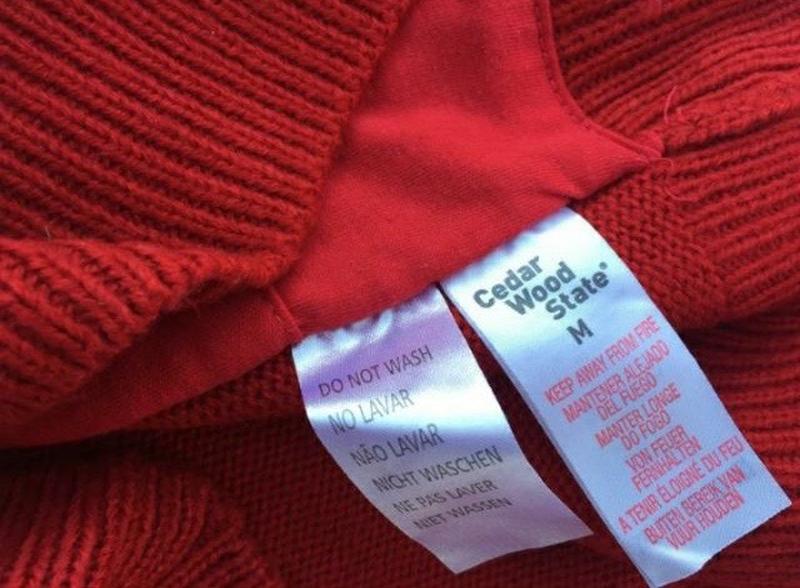 DO NOT WASH
NO LAVAR
NÃO LAVAR
NICHT WASCHEN
NE PAS LAVER
NIET WASSEN
Cedar
Wood
State®
M
KEEP AWAY FROM FIRE
MANTENER ALEJADO
DEL FUEGO
MANTER LONGE
DO FOGO
VON FEUER
FERNHALTEN
A TENIR ELOIGNÉ DU FEU
BUITEN BEREIK VAN
VUUR HOUDEN